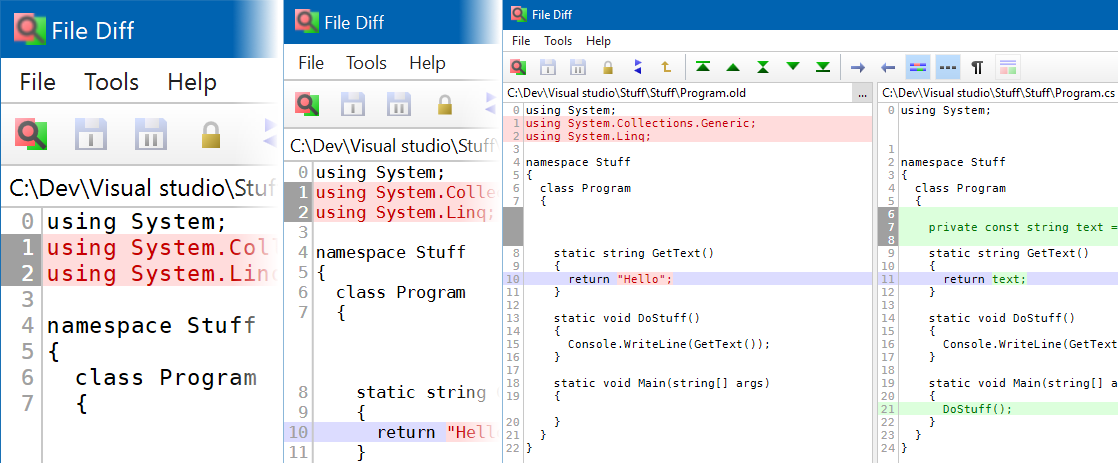 File Diff
File Tools Help
C:\Dev\Visual studio\Stuf
0 using System;
1 using System.Col
2 using System.Lin
3
4 namespace Stuff
5 {
6 class Program
7 {
File Diff
File Tools Help
C:\Dev\Visual studio\Stuff
0 using System;
1 using System.Colle
2 using System.Linq;
3
4 namespace Stuff
5 {
6 class Program
7 {
8 static string
9 {
10 return "Hell
11 }
File Diff
File Tools Help
C:\Dev\Visual studio\Stuff\Stuff\Program.old ...
0 using System;
1 using System.Collections.Generic;
2 using System.Linq;
3
4 namespace Stuff
5 {
6 class Program
7 {
8 static string GetText()
9 {
10 return "Hello";
11 }
12
13 static void DoStuff()
14 {
15 Console.WriteLine(GetText());
16 }
17
18 static void Main(string[] args)
19 {
20 }
21 }
22 }
C:\Dev\Visual studio\Stuff\Stuff\Program.cs
0 using System;
1
2 namespace Stuff
3 {
4 class Program
5 {
6
7 private const string text =
8
9 static string GetText()
10 {
11 return text;
12 }
13
14 static void DoStuff()
15 {
16 Console.WriteLine(GetText
17 }
18
19 static void Main(string[] a
20 {
21 DoStuff();
22 }
23 }
24 }